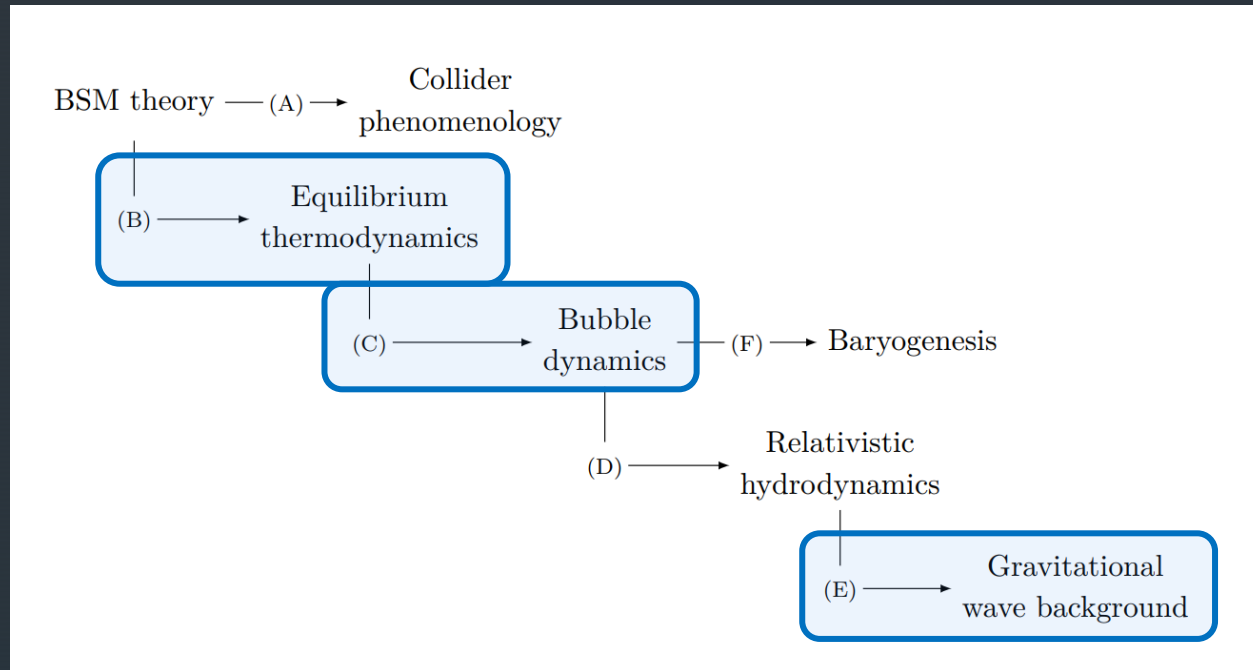 Collider
BSM theory (A)
phenomenology
Equilibrium
(B)
thermodynamics
Bubble
(C) (F) Baryogenesis
dynamics
Relativistic
(D)
hydrodynamics
Gravitational
(E)
wave background